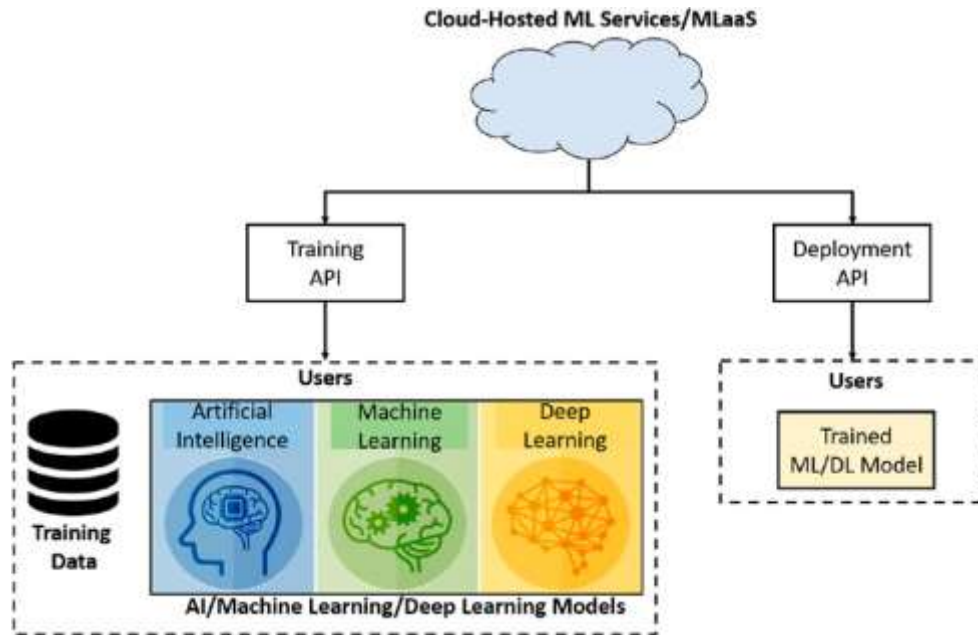 Cloud-Hosted ML Services/MLaaS
Training
API
Deployment
API
Users
Artificial
Intelligence
Machine
Learning
Deep
Learning
Training
Data
AI/Machine Learning/Deep Learning Models
Users
Trained
ML/DL Model